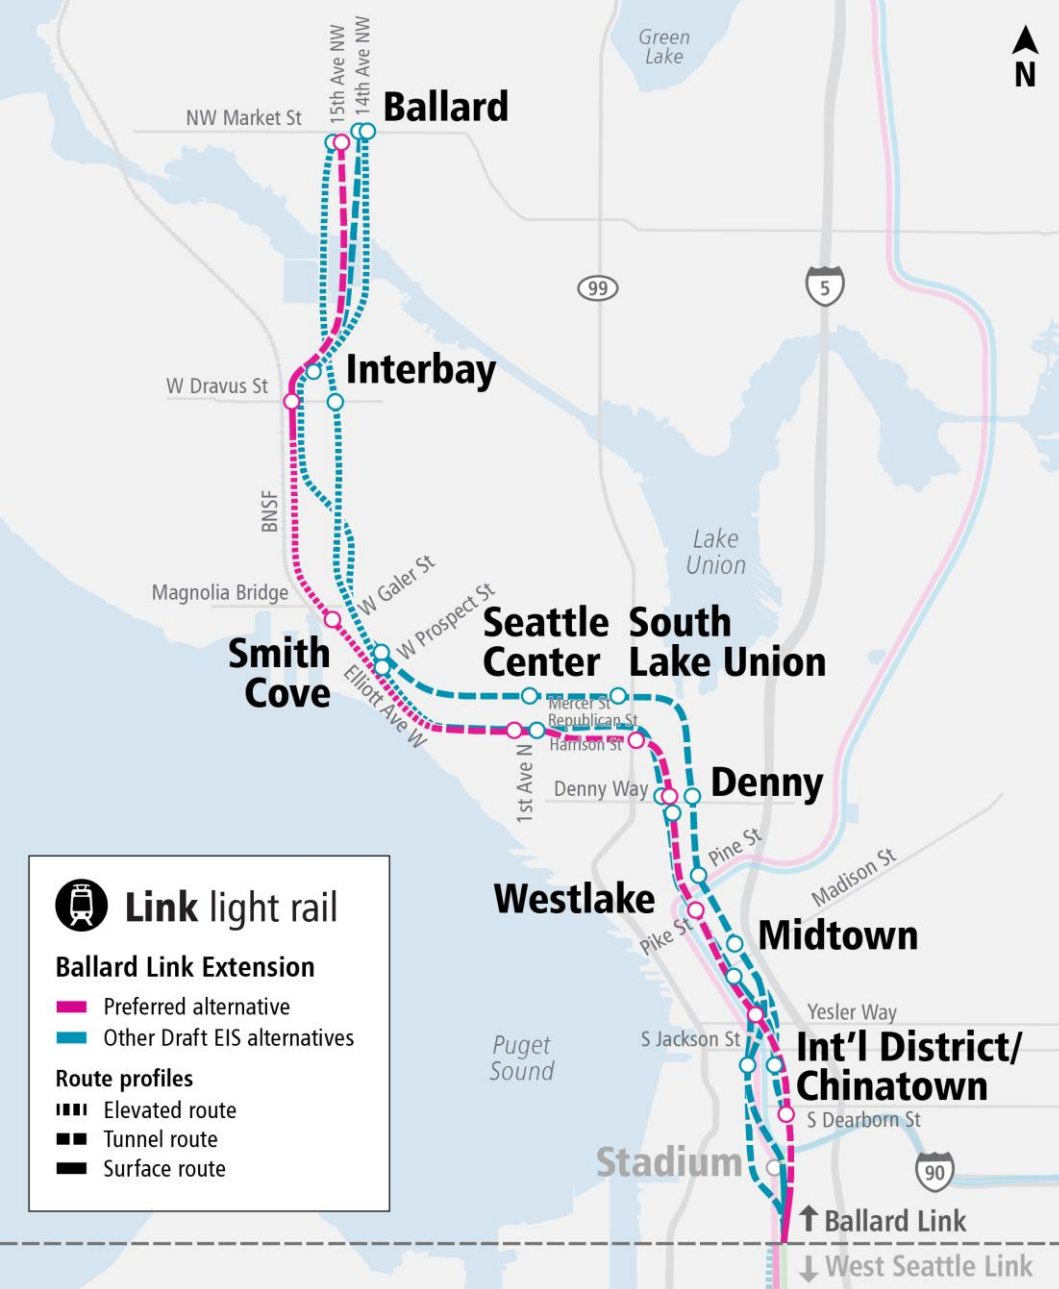 15th Ave NW
14th Ave NW
Green
Lake
N
NW Market St
Ballard
99
5
W Dravus St
Interbay
BNSF
Lake
Union
Magnolia Bridge
W Galer St
W Prospect St
Seattle
Center
South
Lake Union
Smith
Cove
Elliott Ave W
Mercer St
Republican St
Harrison St
1st Ave N
Denny Way
Denny
Pine St
Madison St
Westlake
Pike St
Midtown
Yesler Way
S Jackson St
Int'l District/
Chinatown
S Dearborn St
Puget
Sound
Stadium
90
Ballard Link
West Seattle Link
Link light rail
Ballard Link Extension
Preferred alternative
Other Draft EIS alternatives
Route profiles
Elevated route
Tunnel route
Surface route